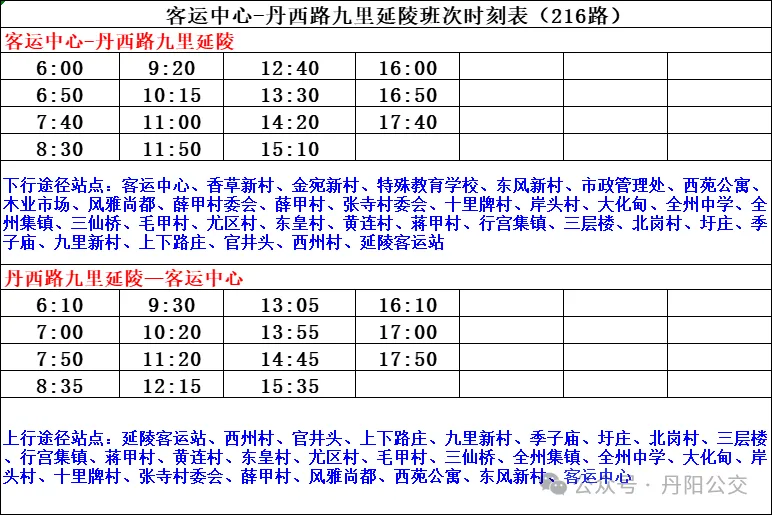 客运中心-丹西路九里延陵班次时刻表（216路）
客运中心-丹西路九里延陵
6:00 9:20 12:40 16:00
6:50 10:15 13:30 16:50
7:40 11:00 14:20 17:40
8:30 11:50 15:10
下行途径站点：客运中心、香草新村、金宛新村、特殊教育学校、东风新村、市政管理处、西苑公寓、
木业市场、风雅尚都、薛甲村委会、薛甲村、张寺村委会、十里牌村、岸头村、大化甸、全州中学、全
州集镇、三仙桥、毛甲村、尤区村、东皇村、黄连村、蒋甲村、行宫集镇、三层楼、北岗村、圩庄、季
子庙、九里新村、上下路庄、官井头、西州村、延陵客运站
丹西路九里延陵—客运中心
6:10 9:30 13:05 16:10
7:00 10:20 13:55 17:00
7:50 11:20 14:45 17:50
8:35 12:15 15:35
上行途径站点：延陵客运站、西州村、官井头、上下路庄、九里新村、季子庙、圩庄、北岗村、三层楼
、行宫集镇、蒋甲村、黄连村、东皇村、尤区村、毛甲村、三仙桥、全州集镇、全州中学、大化甸、岸
头村、十里牌村、张寺村委会、薛甲村、风雅尚都、西苑公寓、东风新村、客运中心
公众号 · 丹阳公交